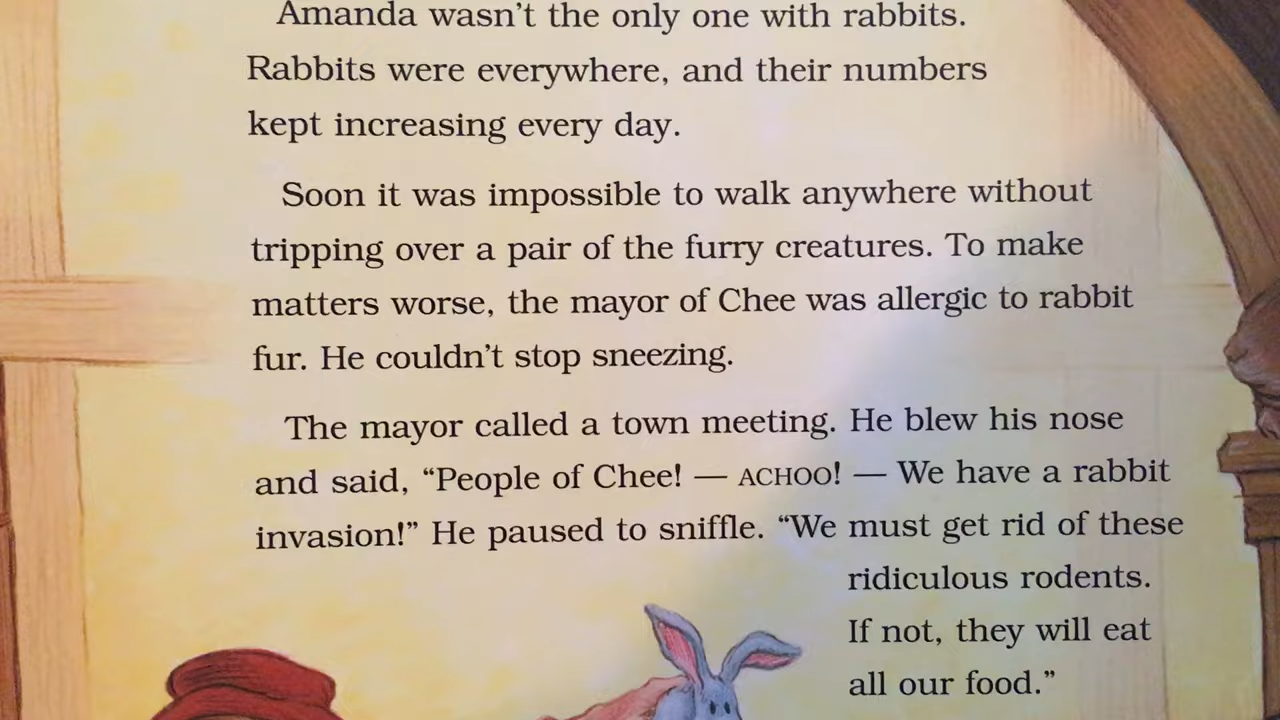 Amanda wasn't the only one with rabbits.
Rabbits were everywhere, and their numbers
kept increasing every day.
Soon it was impossible to walk anywhere without
tripping over a pair of the furry creatures. To make
matters worse, the mayor of Chee was allergic to rabbit
fur. He couldn't stop sneezing.
The mayor called a town meeting. He blew his nose
and said, “People of Chee! — ACHOO! — We have a rabbit
invasion!” He paused to sniffle. “We must get rid of these
ridiculous rodents.
If not, they will eat
all our food.”